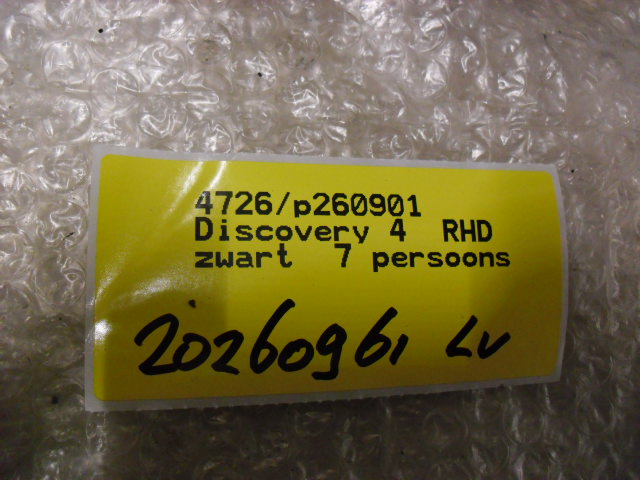 4726/p260901
Discovery 4 RHD
zwart 7 persoons
20260961 LV